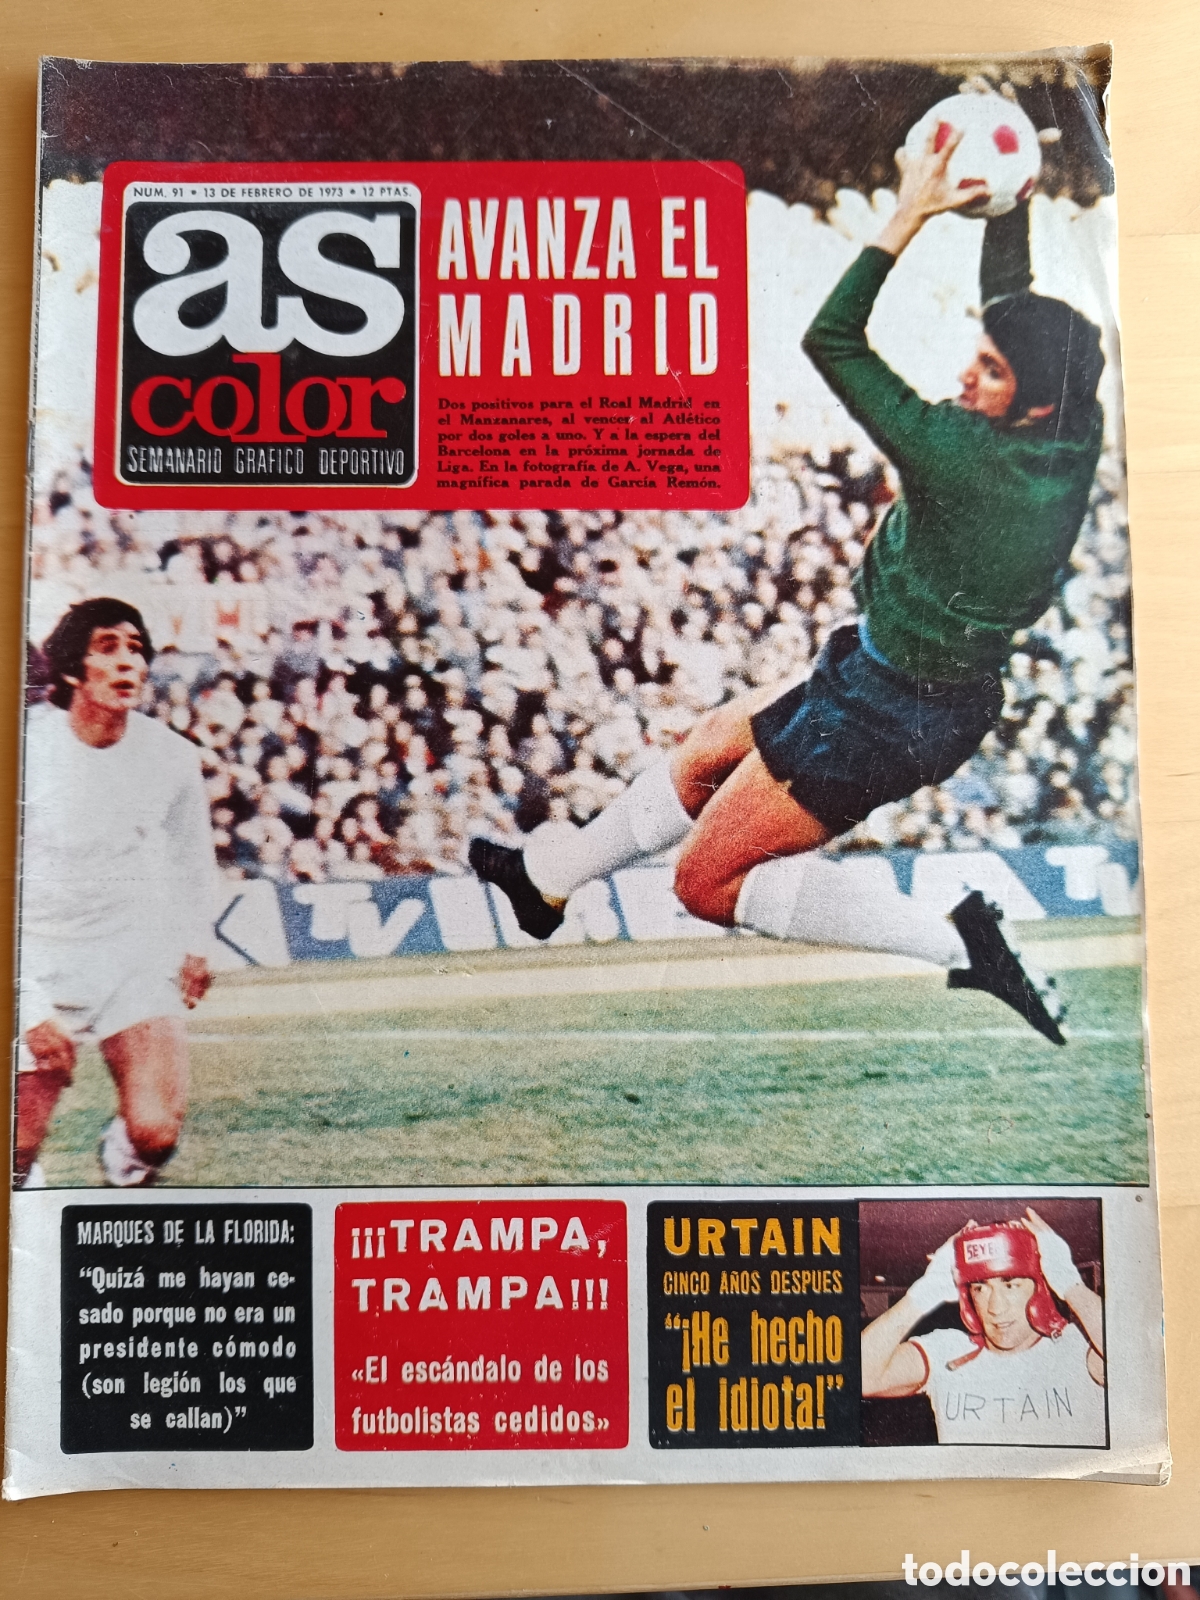 NUM. 91 • 13 DE FEBRERO DE 1973 • 12 PTAS.
as
color
SEMANARIO GRAFICO DEPORTIVO
AVANZA EL
MADRID
Dos positivos para el Real Madrid en
el Manzanares, al vencer al Atlético
por dos goles a uno. Y a la espera del
Barcelona en la próxima jornada de
Liga. En la fotografía de A. Vega, una
magnífica parada de García Remón.
TV
TV
MARQUES DE LA FLORIDA:
"Quizá me hayan ce-
sado porque no era un
presidente cómodo
(son legión los que
se callan)"
¡¡¡TRAMPA,
TRAMPA!!!
«El escándalo de los
futbolistas cedidos»
URTAIN
CINCO AÑOS DESPUES
"¡He hecho
el idiota!"
URTAIN
todocoleccion